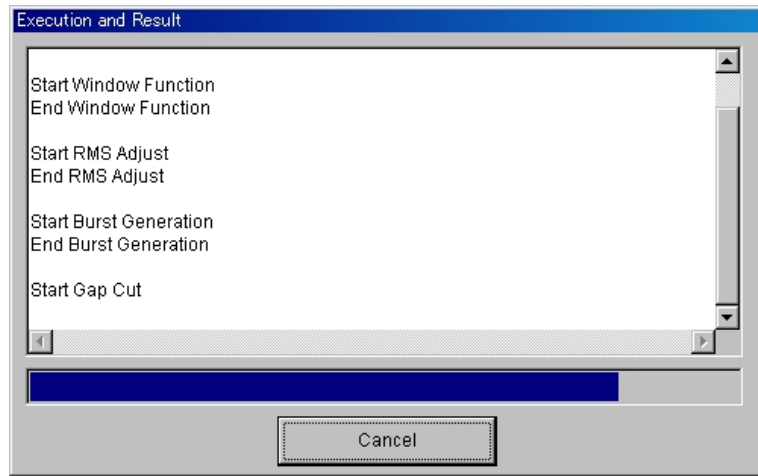 Execution and Result
Start Window Function
End Window Function
Start RMS Adjust
End RMS Adjust
Start Burst Generation
End Burst Generation
Start Gap Cut
Cancel